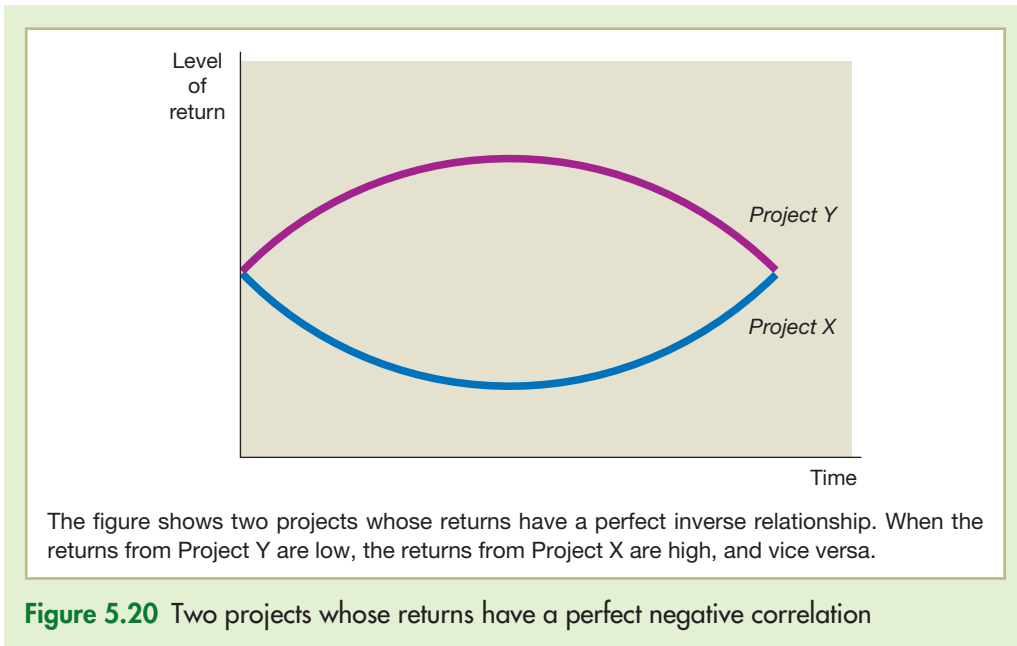 Level
of
return
Project Y
Project X
Time
The figure shows two projects whose returns have a perfect inverse relationship. When the
returns from Project Y are low, the returns from Project X are high, and vice versa.
Figure 5.20 Two projects whose returns have a perfect negative correlation